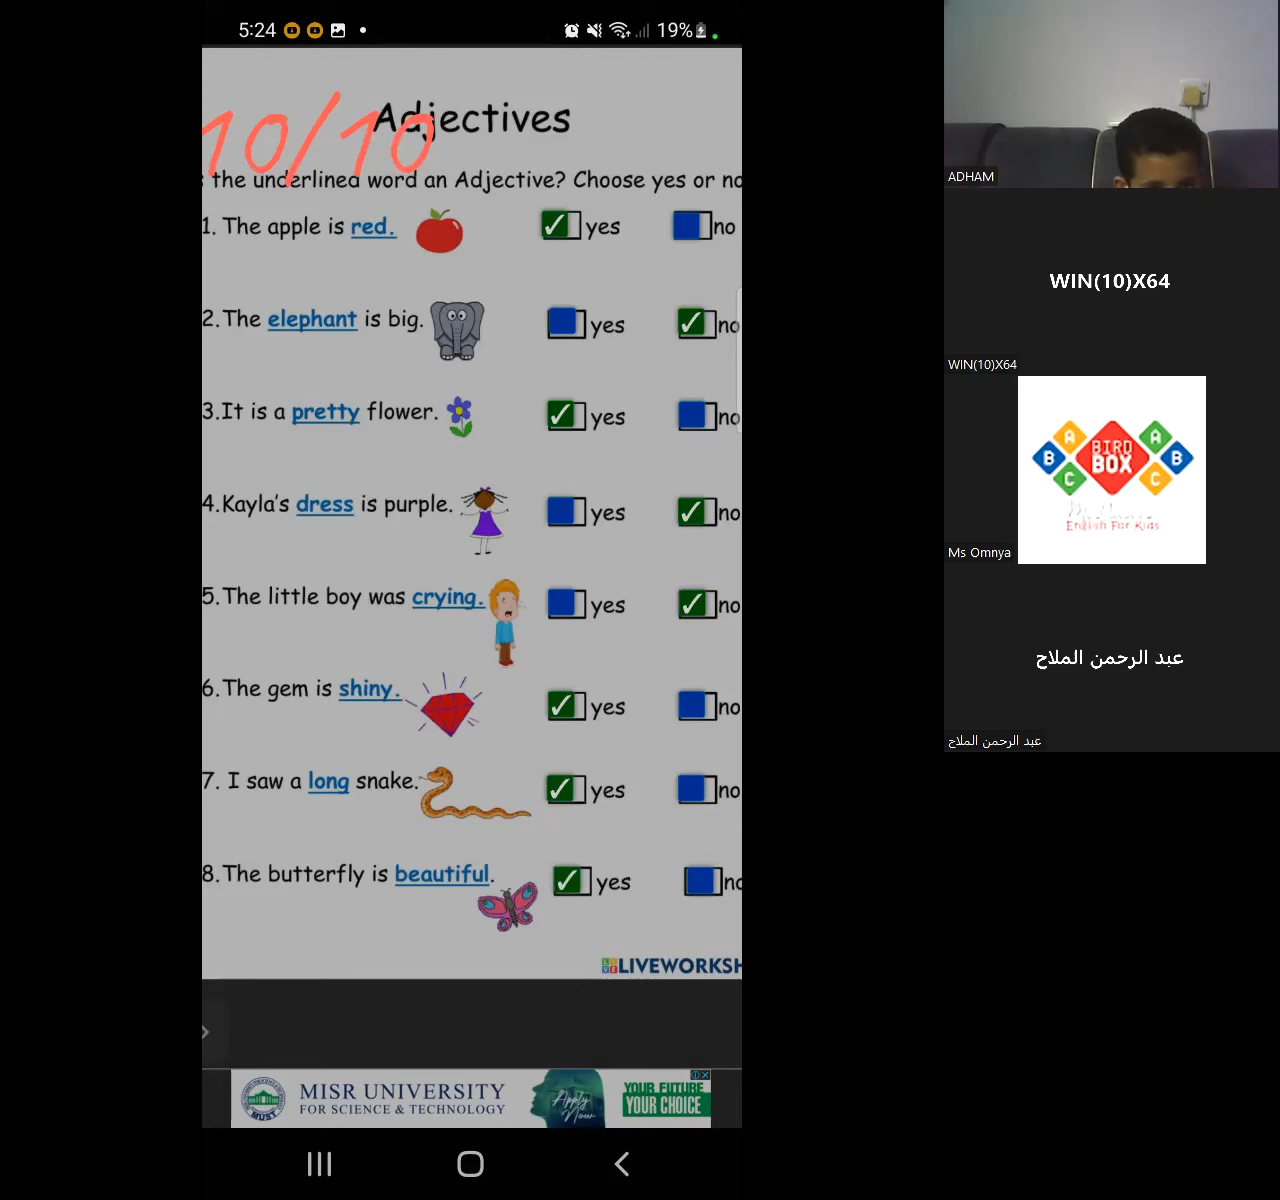 5:24
19%
10/10
Adjectives
the underlined word an Adjective? Choose yes or no
1. The apple is red.
yes
no
2.The elephant is big.
yes
no
3.It is a pretty flower.
yes
no
4.Kayla's dress is purple.
yes
no
5.The little boy was crying.
yes
no
6.The gem is shiny.
yes
no
7. I saw a long snake.
yes
no
8.The butterfly is beautiful.
yes
no
LIVEWORKSH
MISR UNIVERSITY
FOR SCIENCE & TECHNOLOGY
MUST
Apply
Now
YOUR FUTURE
YOUR CHOICE
ADHAM
WIN(10)X64
WIN(10)X64
A
B
C
BIRD
BOX
A
B
C
English For Kids
Ms Omnya
عبد الرحمن الملاح
عبد الرحمن الملاح